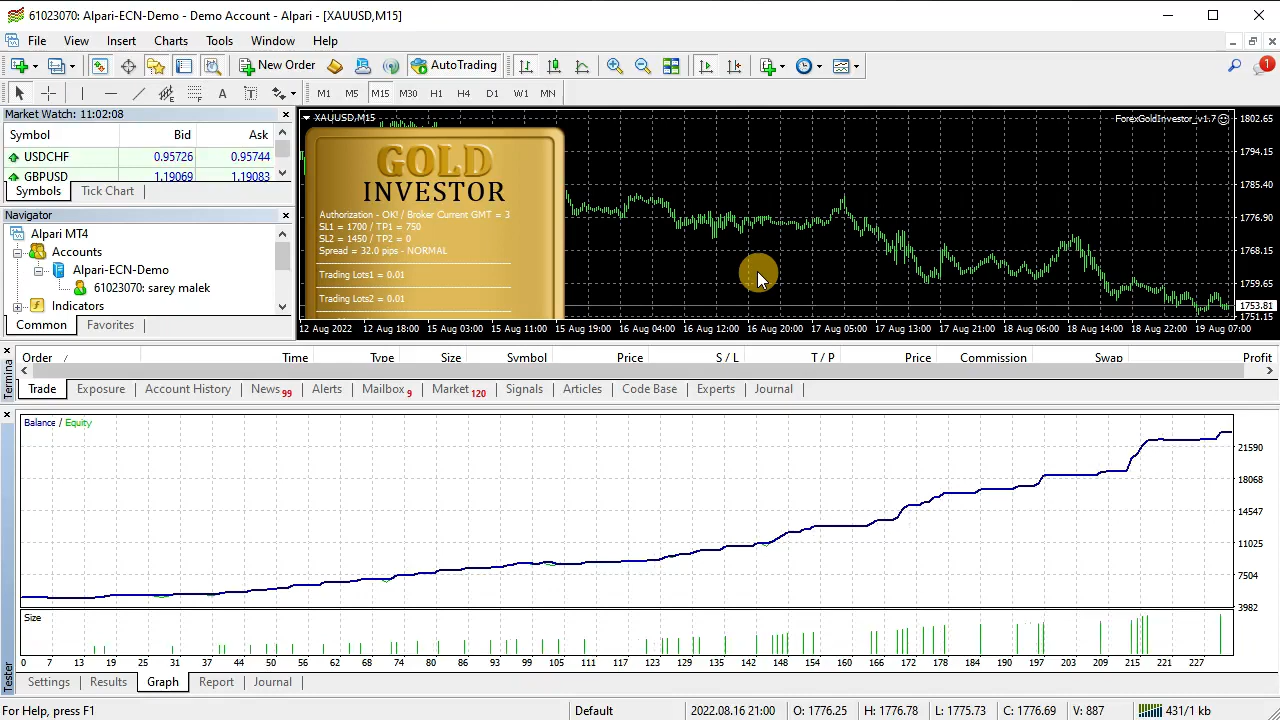 61023070: Alpari-ECN-Demo - Demo Account - Alpari - [XAUUSD,M15]
File View Insert Charts Tools Window Help
New Order AutoTrading 1
A T M1 M5 M15 M30 H1 H4 D1 W1 MN
Market Watch: 11:02:08
Symbol Bid Ask
USDCHF 0.95726 0.95744
GBPUSD 1.19069 1.19083
Symbols Tick Chart
Navigator
Alpari MT4
Accounts
Alpari-ECN-Demo
61023070: sarey malek
Indicators
Common Favorites
XAUUSD,M15
ForexGoldInvestor_v1.7
GOLD
INVESTOR
Authorization - OK! / Broker Current GMT = 3
SL1 = 1700 / TP1 = 750
SL2 = 1450 / TP2 = 0
Spread = 32.0 pips - NORMAL
Trading Lots1 = 0.01
Trading Lots2 = 0.01
1802.65
1794.15
1785.40
1776.90
1768.15
1759.65
1753.81
1751.15
12 Aug 2022 12 Aug 18:00 15 Aug 03:00 15 Aug 11:00 15 Aug 19:00 16 Aug 04:00 16 Aug 12:00 16 Aug 20:00 17 Aug 05:00 17 Aug 13:00 17 Aug 21:00 18 Aug 06:00 18 Aug 14:00 18 Aug 22:00 19 Aug 07:00
Terminal
Order / Time Type Size Symbol Price S / L T / P Price Commission Swap Profit
Trade Exposure Account History News 99 Alerts Mailbox 9 Market 120 Signals Articles Code Base Experts Journal
Balance / Equity
21590
18068
14547
11025
7504
3982
Size
0 7 13 19 25 31 37 44 50 56 62 68 74 80 86 93 99 105 111 117 123 129 135 142 148 154 160 166 172 178 184 190 197 203 209 215 221 227
Tester
Settings Results Graph Report Journal
For Help, press F1 Default 2022.08.16 21:00 O: 1776.25 H: 1776.78 L: 1775.73 C: 1776.69 V: 887 431/1 kb